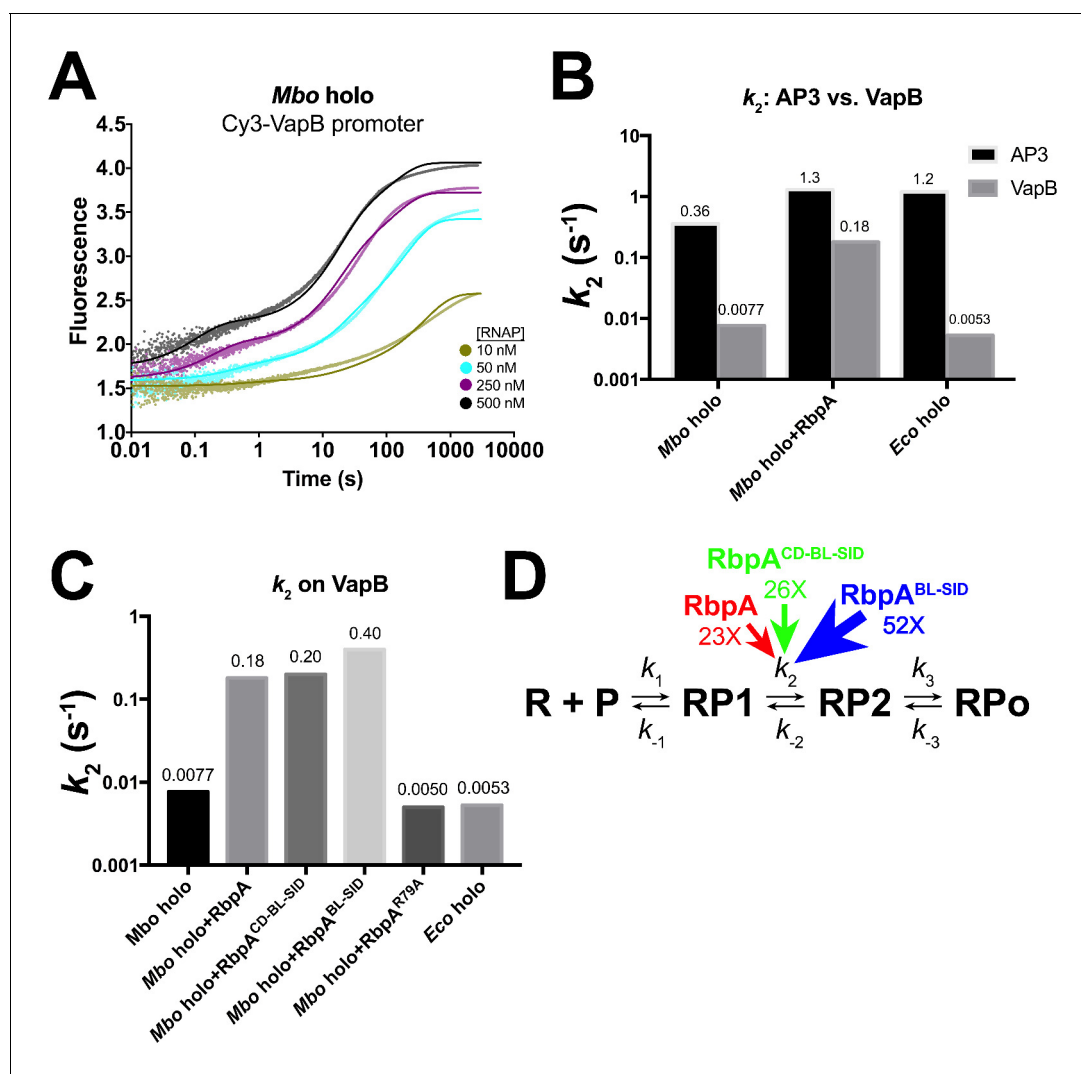 A
Mbo holo
Cy3-VapB promoter
4.5
4.0
3.5
3.0
2.5
2.0
1.5
1.0
Fluorescence
0.01 0.1 1 10 100 1000 10000
Time (s)
[RNAP]
10 nM
50 nM
250 nM
500 nM
B
k2: AP3 vs. VapB
10
1
0.1
0.01
0.001
k2 (s-1)
AP3
VapB
0.36
0.0077
1.3
0.18
1.2
0.0053
Mbo holo
Mbo holo+RbpA
Eco holo
C
k2 on VapB
1
0.1
0.01
0.001
k2 (s-1)
0.0077
0.18
0.20
0.40
0.0050
0.0053
Mbo holo
Mbo holo+RbpA
Mbo holo+RbpACD-BL-SID
Mbo holo+RbpABL-SID
Mbo holo+RbpAR79A
Eco holo
D
RbpACD-BL-SID
26X
RbpA
23X
RbpABL-SID
52X
k1 k2 k3
R + P RP1 RP2 RPo
k-1 k-2 k-3